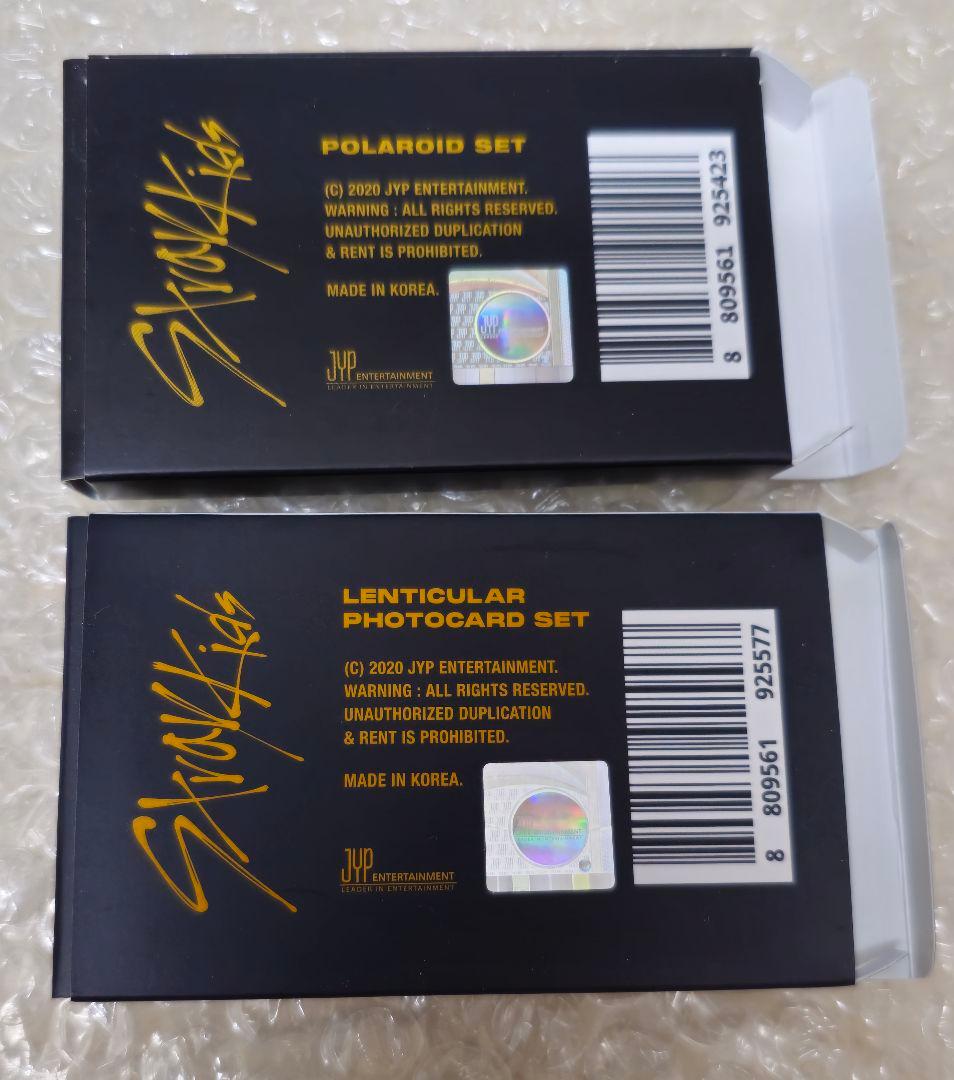 Stray Kids
POLAROID SET
(C) 2020 JYP ENTERTAINMENT.
WARNING : ALL RIGHTS RESERVED.
UNAUTHORIZED DUPLICATION
& RENT IS PROHIBITED.
MADE IN KOREA.
JYP ENTERTAINMENT
LEADER IN ENTERTAINMENT
JYP
8 809561 925423
Stray Kids
LENTICULAR
PHOTOCARD SET
(C) 2020 JYP ENTERTAINMENT.
WARNING : ALL RIGHTS RESERVED.
UNAUTHORIZED DUPLICATION
& RENT IS PROHIBITED.
MADE IN KOREA.
JYP ENTERTAINMENT
LEADER IN ENTERTAINMENT
8 809561 925577